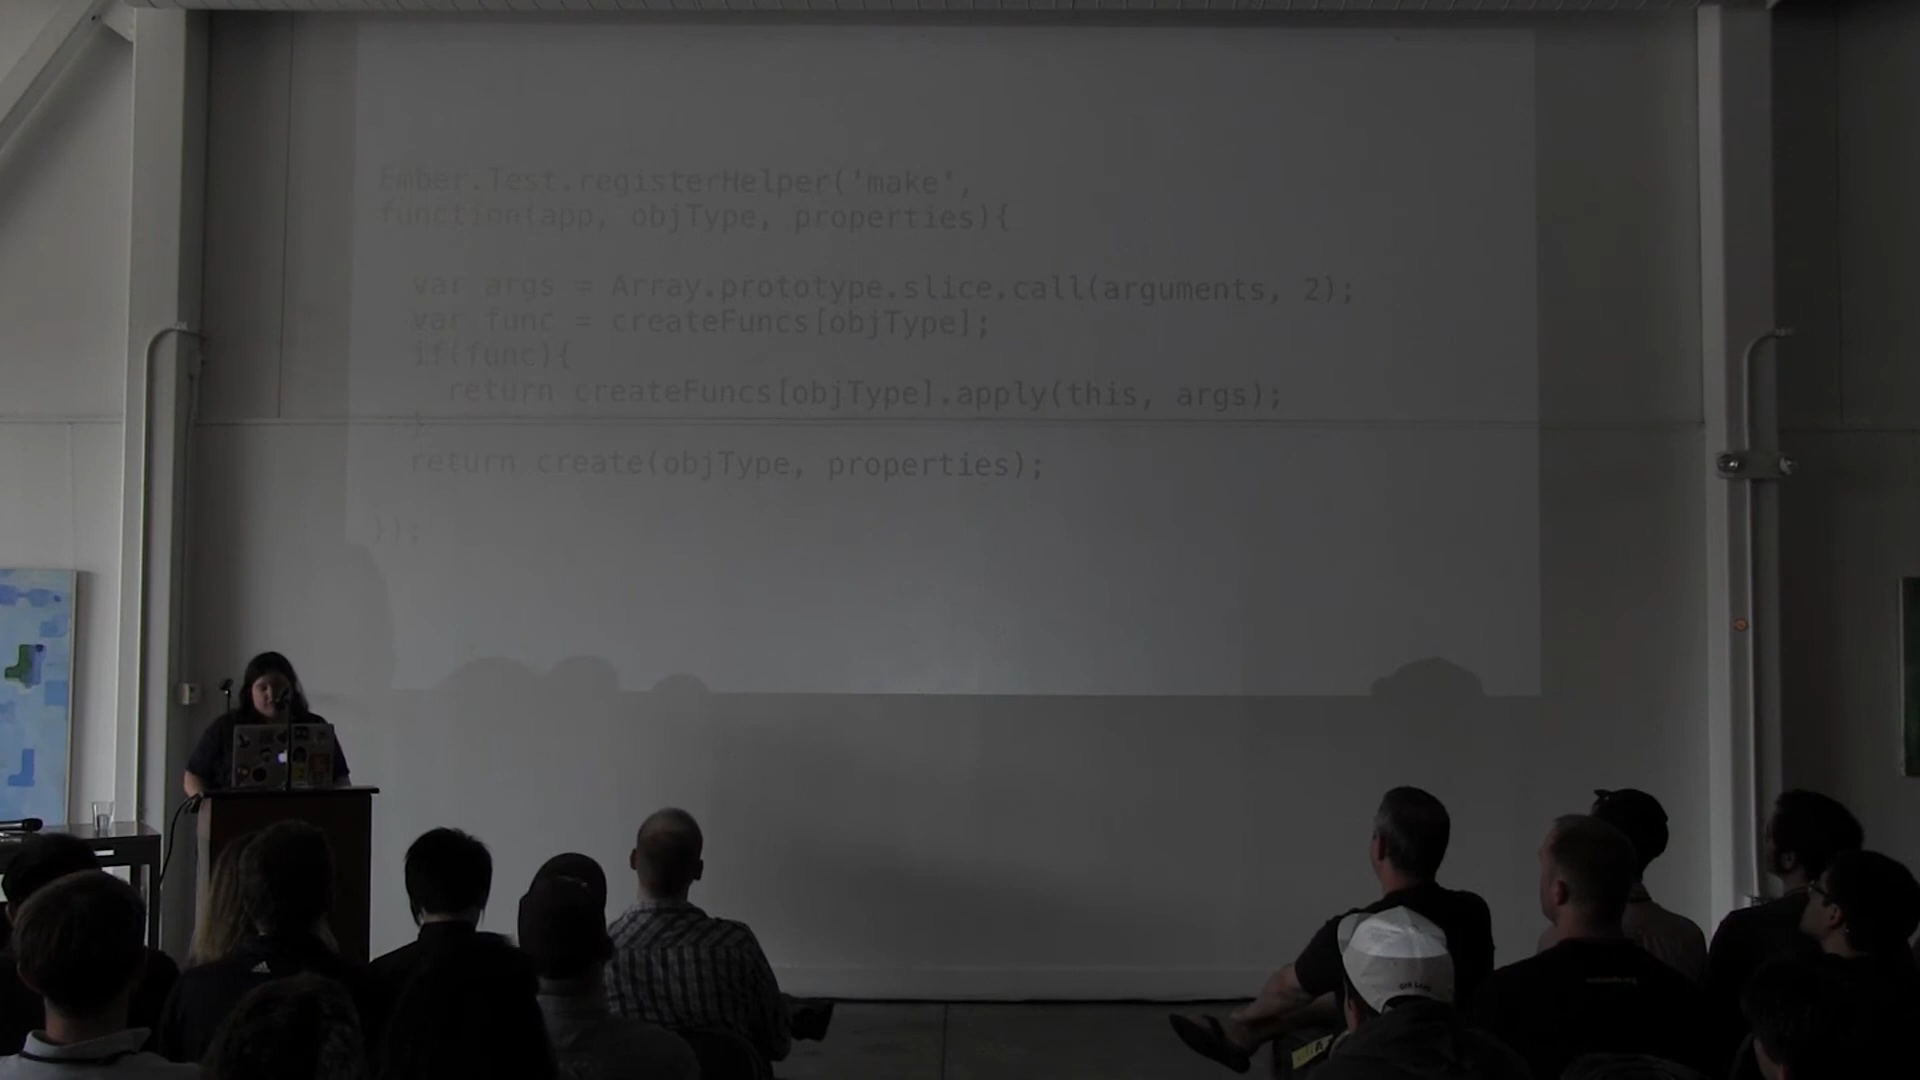 Ember.Test.registerHelper('make',
function(app, objType, properties){
var args = Array.prototype.slice.call(arguments, 2);
var func = createFuncs[objType];
if(func){
return createFuncs[objType].apply(this, args);
}
return create(objType, properties);
});